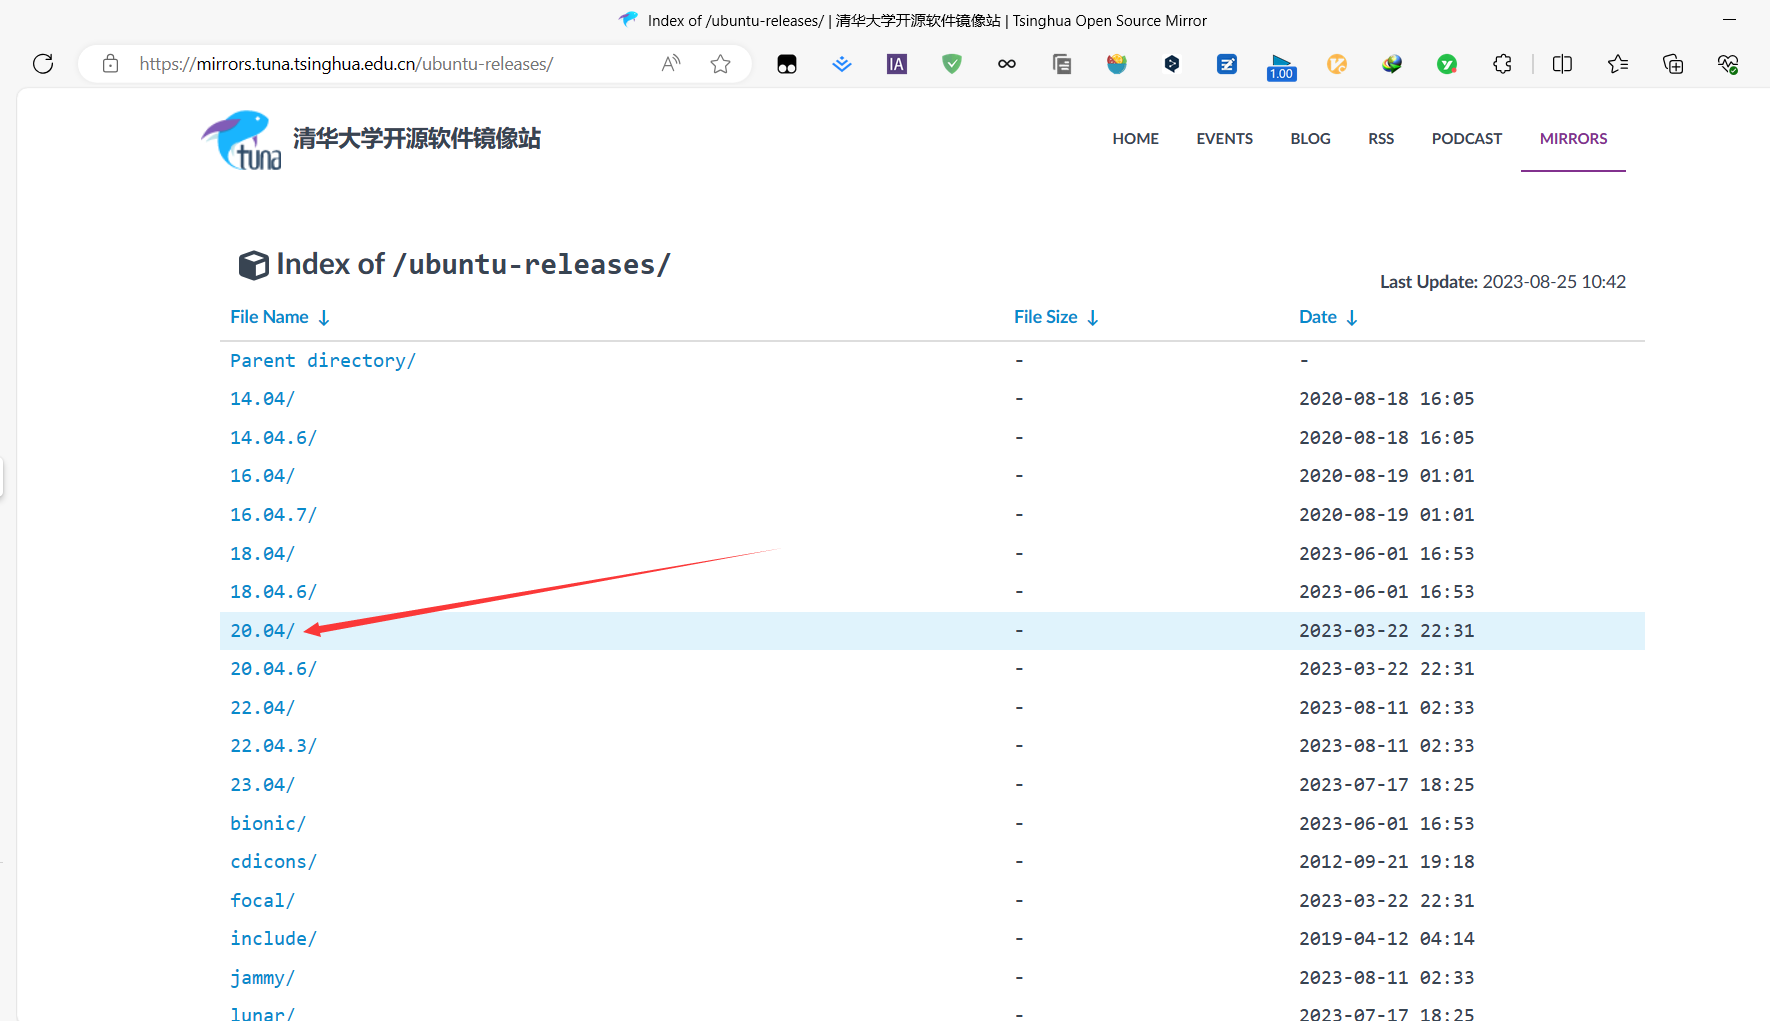 Index of /ubuntu-releases/ | 清华大学开源软件镜像站 | Tsinghua Open Source Mirror
https://mirrors.tuna.tsinghua.edu.cn/ubuntu-releases/
IA
1.00
tuna 清华大学开源软件镜像站 HOME EVENTS BLOG RSS PODCAST MIRRORS
Index of /ubuntu-releases/
Last Update: 2023-08-25 10:42
File Name ↓ File Size ↓ Date ↓
Parent directory/ - -
14.04/ - 2020-08-18 16:05
14.04.6/ - 2020-08-18 16:05
16.04/ - 2020-08-19 01:01
16.04.7/ - 2020-08-19 01:01
18.04/ - 2023-06-01 16:53
18.04.6/ - 2023-06-01 16:53
20.04/ - 2023-03-22 22:31
20.04.6/ - 2023-03-22 22:31
22.04/ - 2023-08-11 02:33
22.04.3/ - 2023-08-11 02:33
23.04/ - 2023-07-17 18:25
bionic/ - 2023-06-01 16:53
cdicons/ - 2012-09-21 19:18
focal/ - 2023-03-22 22:31
include/ - 2019-04-12 04:14
jammy/ - 2023-08-11 02:33
lunar/ - 2023-07-17 18:25